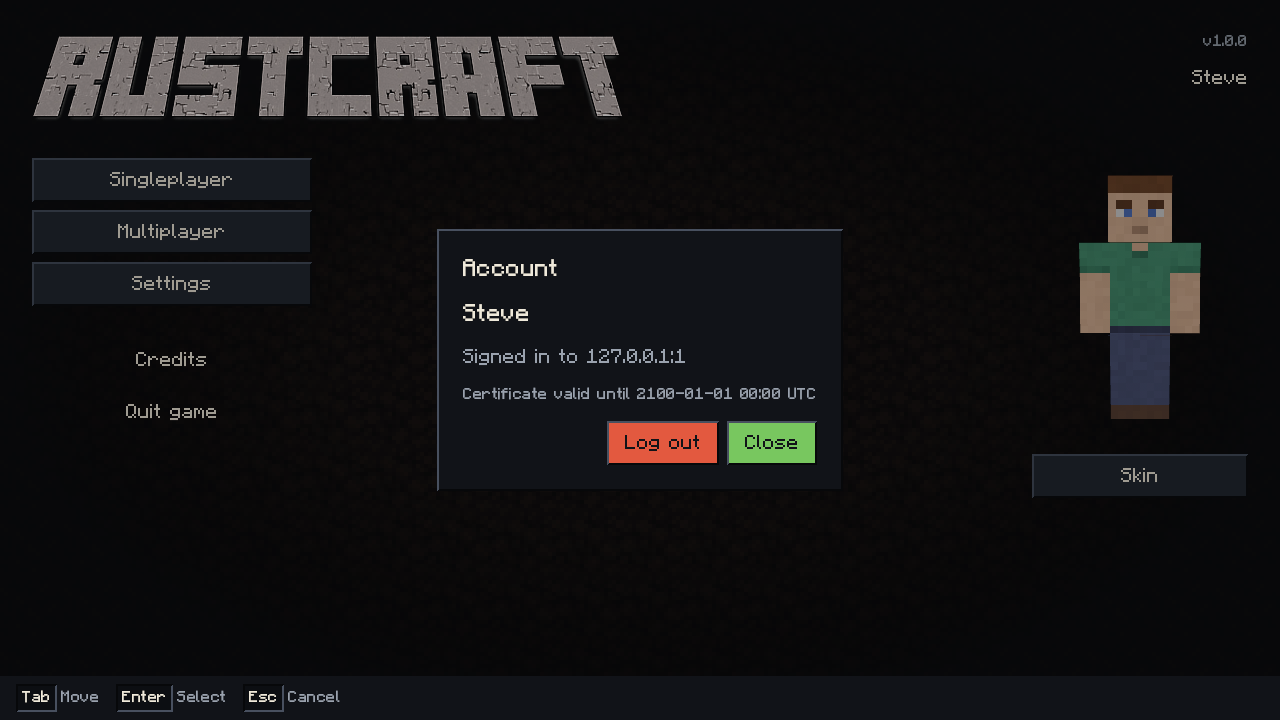 RUSTCRAFT
v1.0.0
Steve
Singleplayer
Multiplayer
Settings
Credits
Quit game
Account
Steve
Signed in to 127.0.0.1:1
Certificate valid until 2100-01-01 00:00 UTC
Log out Close
Skin
Tab Move Enter Select Esc Cancel